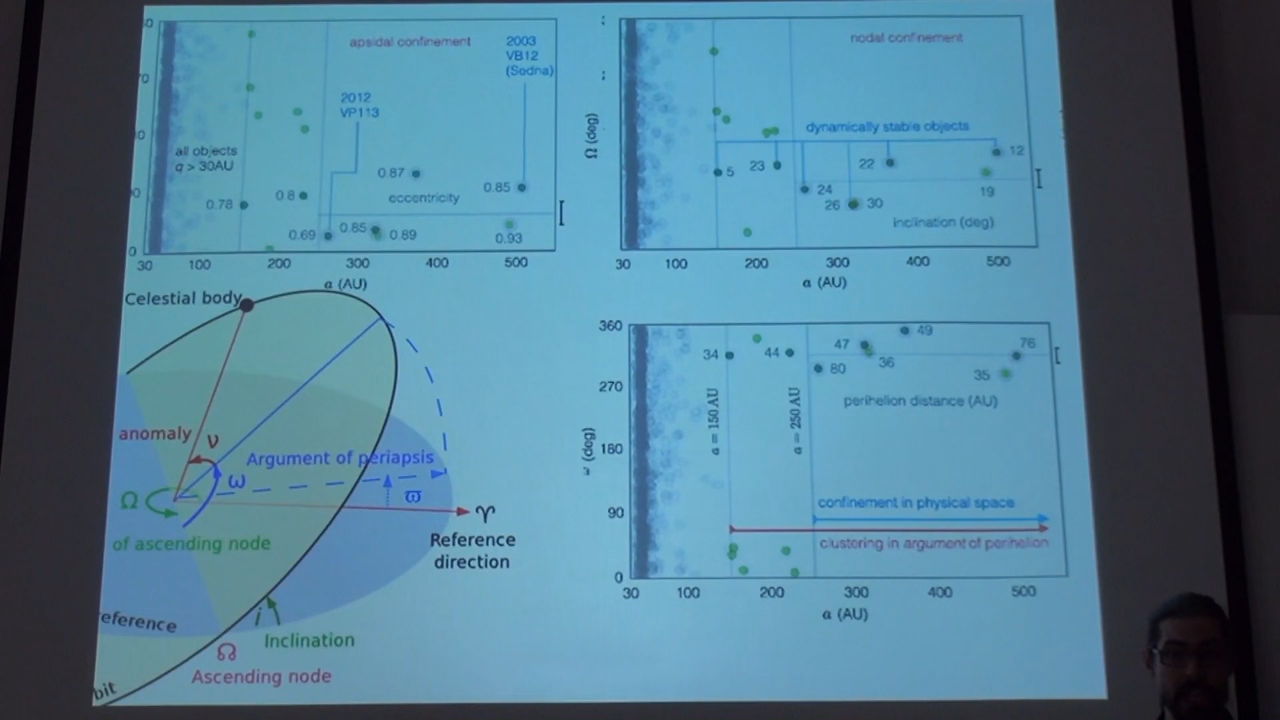 apsidal confinement
2003
VB12
(Sedna)
2012
VP113
all objects
q > 30AU
0.87
0.8
0.85
eccentricity
0.78
0.69
0.85
0.89
0.93
0
30
100
200
300
400
500
a (AU)
nodal confinement
Ω (deg)
dynamically stable objects
12
5
23
22
24
19
26
30
inclination (deg)
30
100
200
300
400
500
a (AU)
Celestial body
anomaly
ν
Argument of periapsis
ω
ϖ
Ω
♈
Reference
direction
of ascending node
eference
i
Inclination
☊
Ascending node
bit
360
270
180
90
0
(deg)
34
44
47
49
36
80
76
35
a = 150 AU
a = 250 AU
perihelion distance (AU)
confinement in physical space
clustering in argument of perihelion
30
100
200
300
400
500
a (AU)